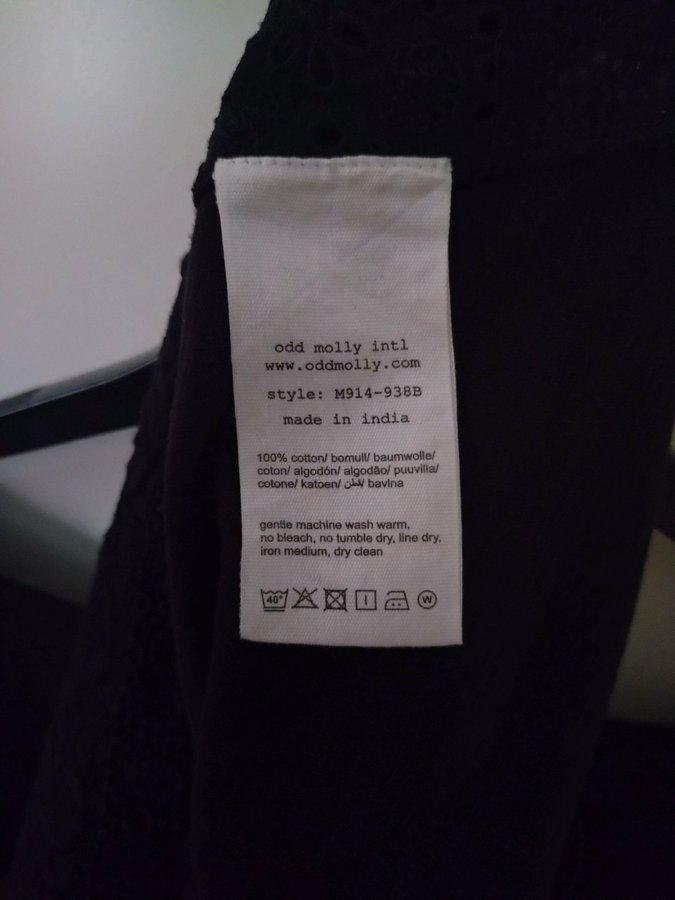 odd molly intl
www.oddmolly.com
style: M914-938B
made in india
100% cotton/ bomull/ baumwolle/
coton/ algodón/ algodão/ puuvilla/
cotone/ katoen/ قطن/ bavlna
gentle machine wash warm,
no bleach, no tumble dry, line dry.
iron medium, dry clean
40° W